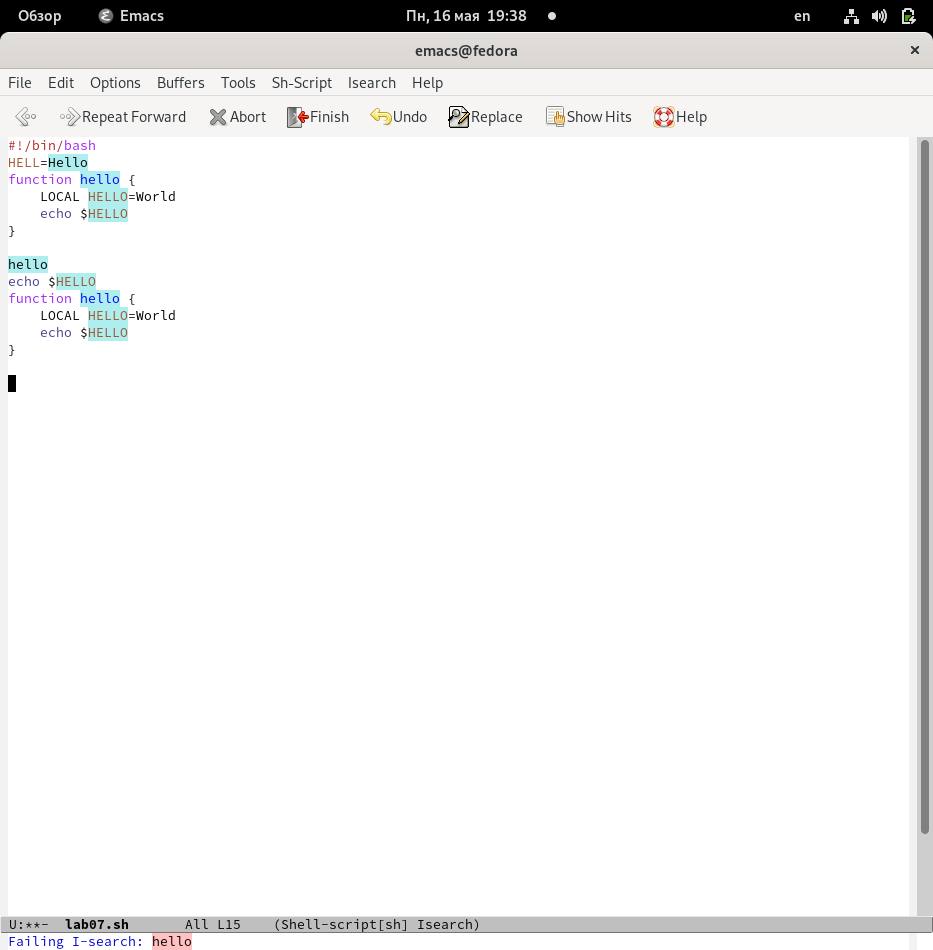 Обзор Emacs Пн, 16 мая 19:38 en
emacs@fedora
File Edit Options Buffers Tools Sh-Script Isearch Help
Repeat Forward Abort Finish Undo Replace Show Hits Help
#!/bin/bash
HELL=Hello
function hello {
    LOCAL HELLO=World
    echo $HELLO
}
hello
echo $HELLO
function hello {
    LOCAL HELLO=World
    echo $HELLO
}
U:**- lab07.sh All L15 (Shell-script[sh] Isearch)
Failing I-search: hello